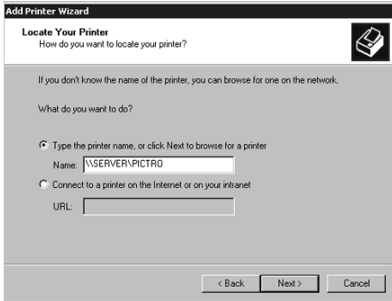 Add Printer Wizard
Locate Your Printer
How do you want to locate your printer?
If you don't know the name of the printer, you can browse for one on the network.
What do you want to do?
Type the printer name, or click Next to browse for a printer
Name: \\SERVER\PICTRO
Connect to a printer on the Internet or on your intranet
URL:
< Back Next > Cancel